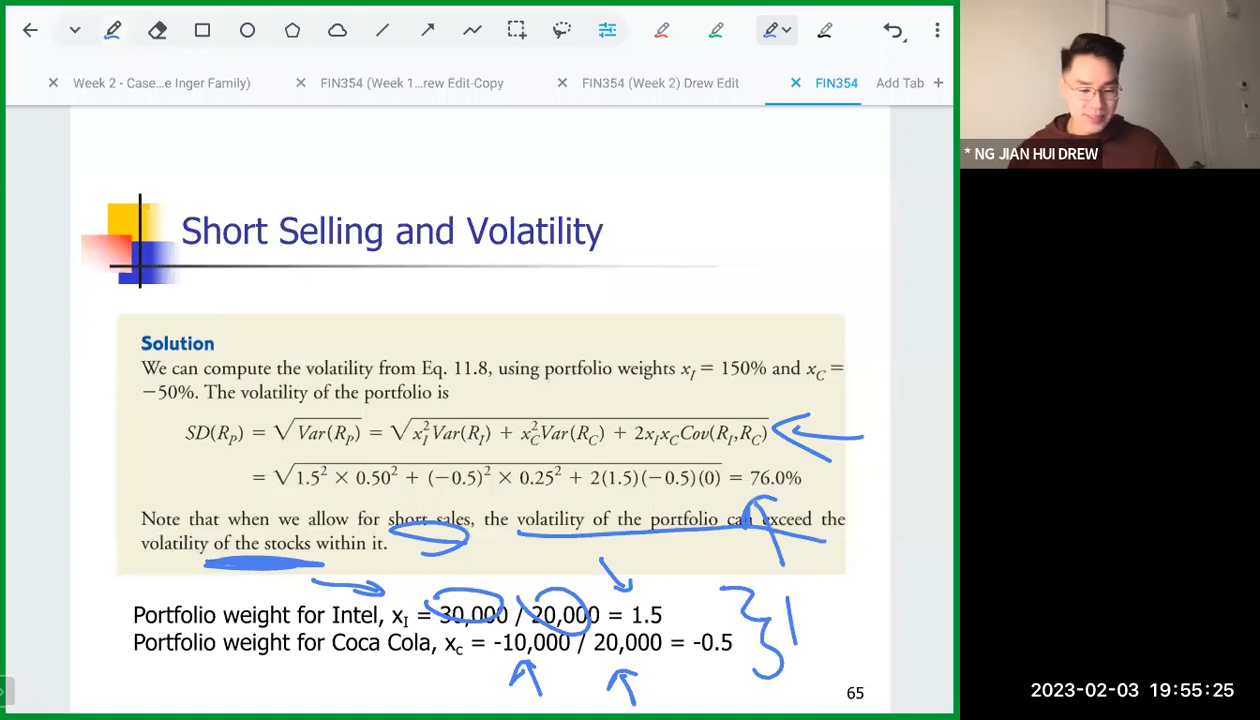 Week 2 - Case...e Inger Family)
FIN354 (Week 1...rew Edit-Copy
FIN354 (Week 2) Drew Edit
FIN354
Add Tab +
* NG JIAN HUI DREW
Short Selling and Volatility
Solution
We can compute the volatility from Eq. 11.8, using portfolio weights x_I = 150% and x_C =
−50%. The volatility of the portfolio is
SD(R_P) = √Var(R_P) = √x_I^2Var(R_I) + x_C^2Var(R_C) + 2x_Ix_CCov(R_I,R_C)
= √1.5² × 0.50² + (−0.5)² × 0.25² + 2(1.5)(−0.5)(0) = 76.0%
Note that when we allow for short sales, the volatility of the portfolio can exceed the
volatility of the stocks within it.
Portfolio weight for Intel, x_I = 30,000 / 20,000 = 1.5
Portfolio weight for Coca Cola, x_c = -10,000 / 20,000 = -0.5
1
65
2023-02-03 19:55:25